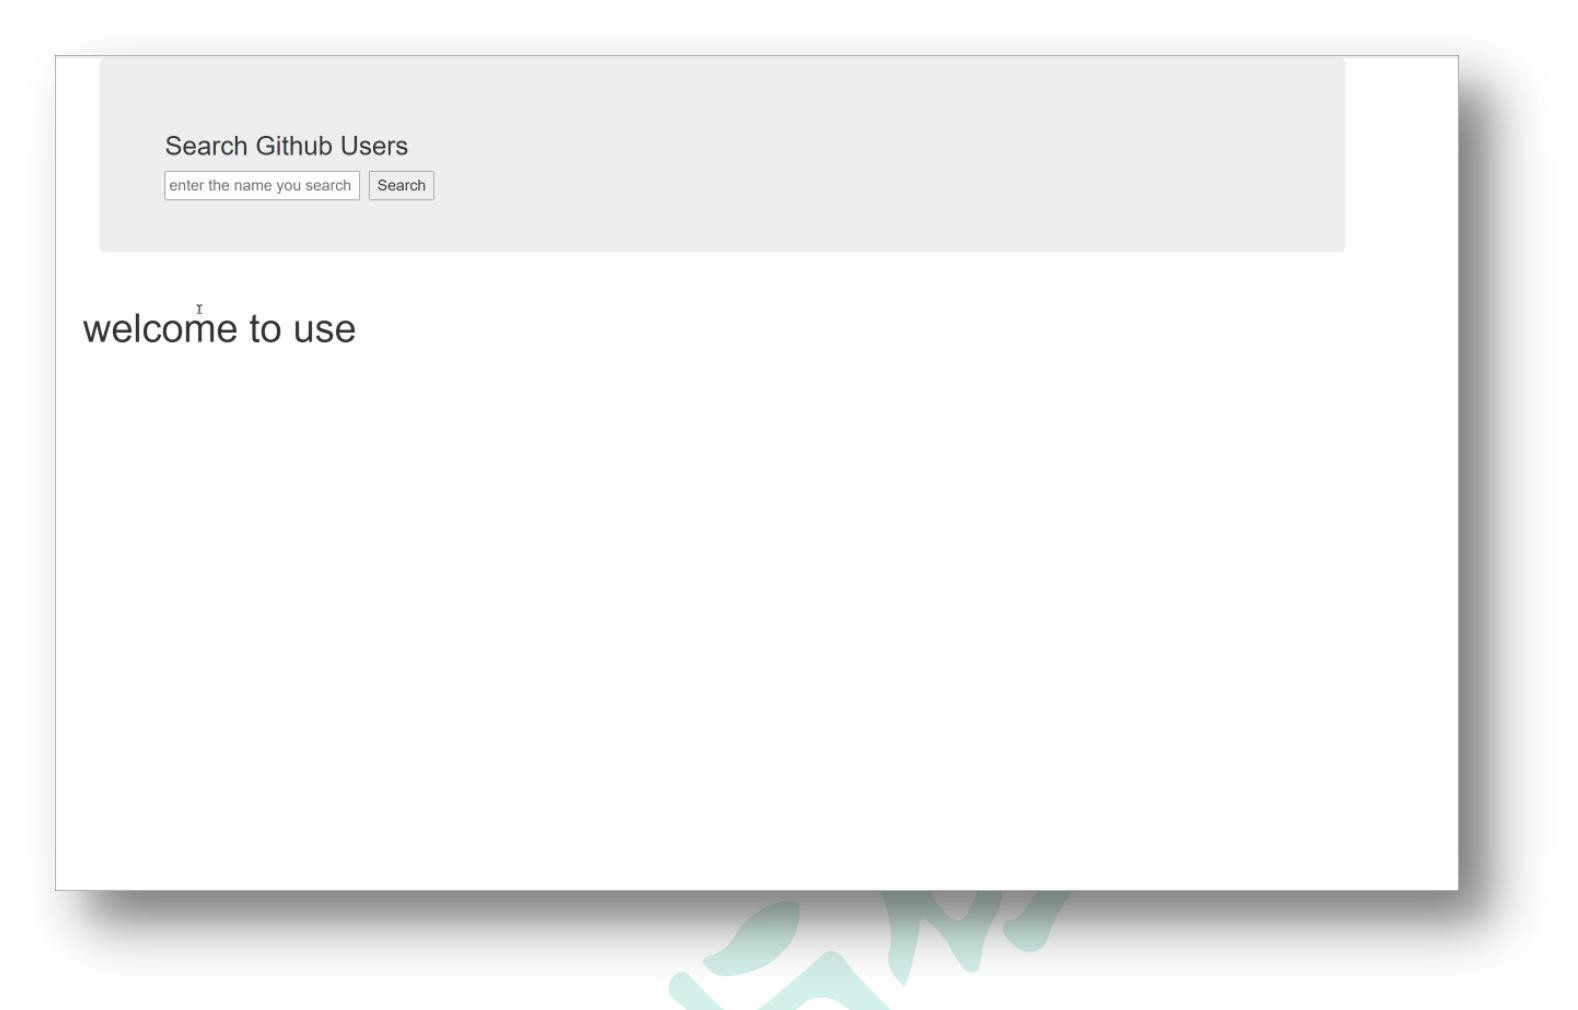 Search Github Users
enter the name you search Search
welcome to use